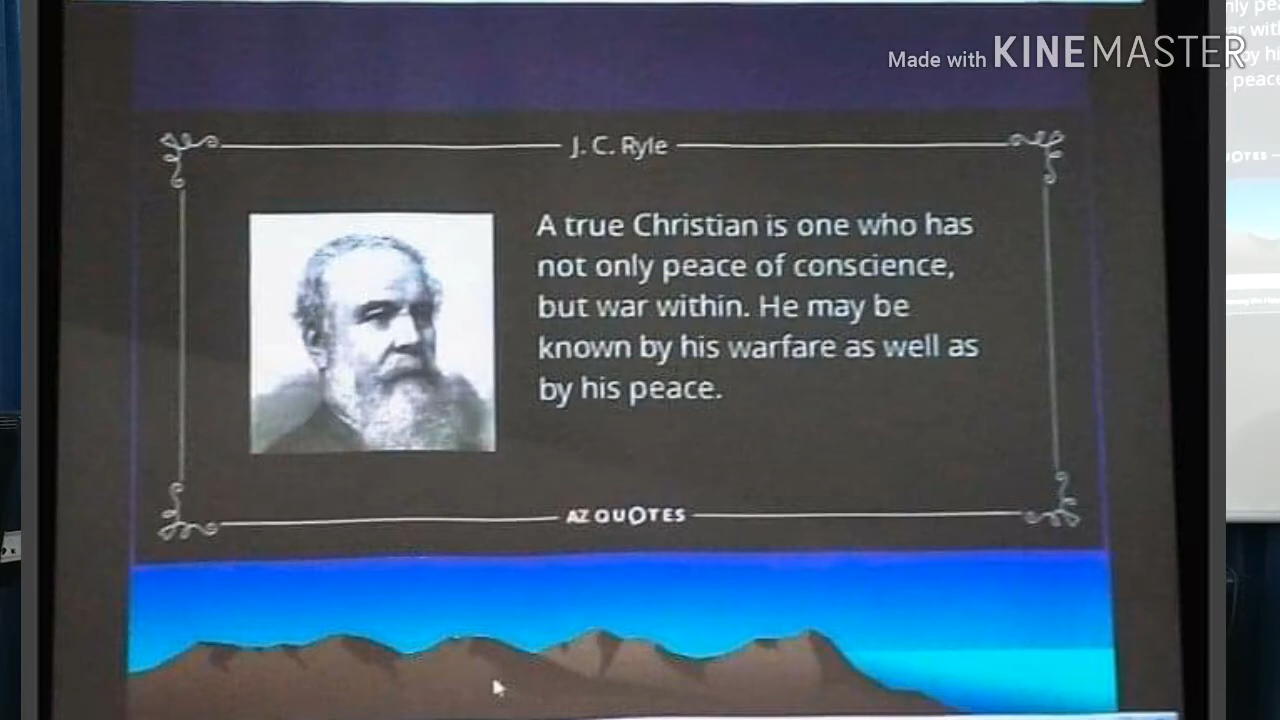 Made with KINEMASTER
J. C. Ryle
A true Christian is one who has
not only peace of conscience,
but war within. He may be
known by his warfare as well as
by his peace.
AZ QUOTES